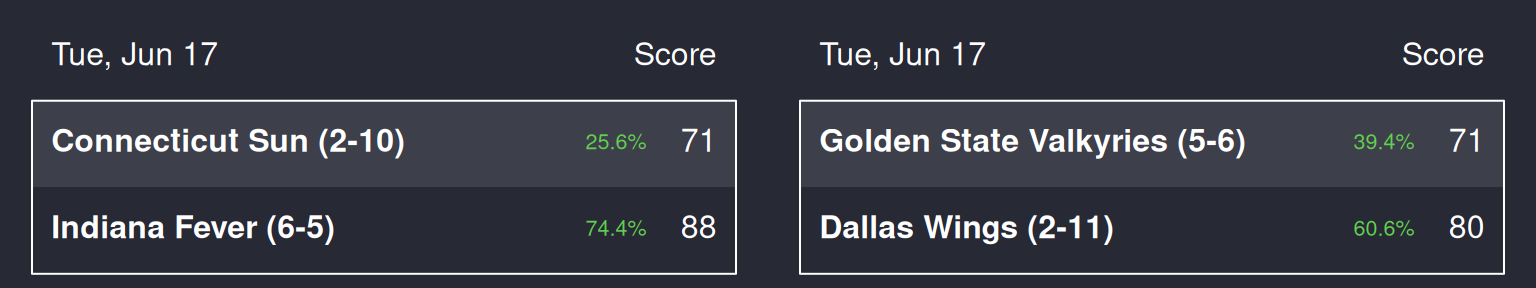 Tue, Jun 17 Score
Connecticut Sun (2-10) 25.6% 71
Indiana Fever (6-5) 74.4% 88
Tue, Jun 17 Score
Golden State Valkyries (5-6) 39.4% 71
Dallas Wings (2-11) 60.6% 80